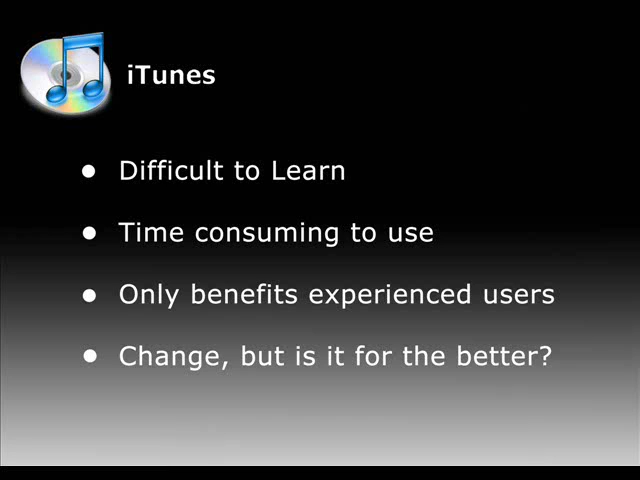 iTunes
• Difficult to Learn
• Time consuming to use
• Only benefits experienced users
• Change, but is it for the better?